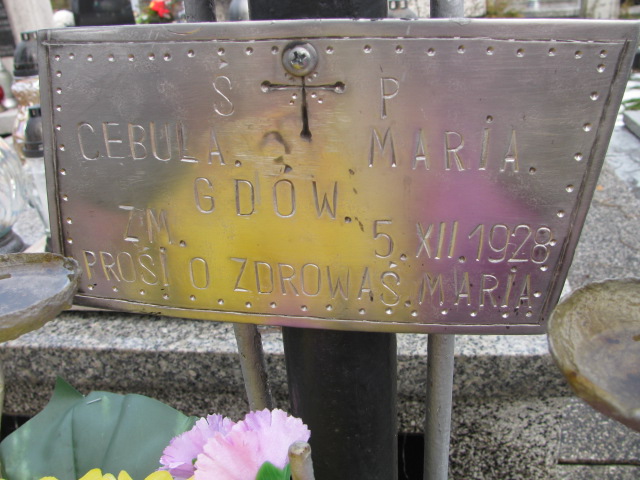 Ś P
CEBULA. MARIA.
GDÓW.
ZM. 5. XII. 1928
PROSI O ZDROWAŚ MARIA